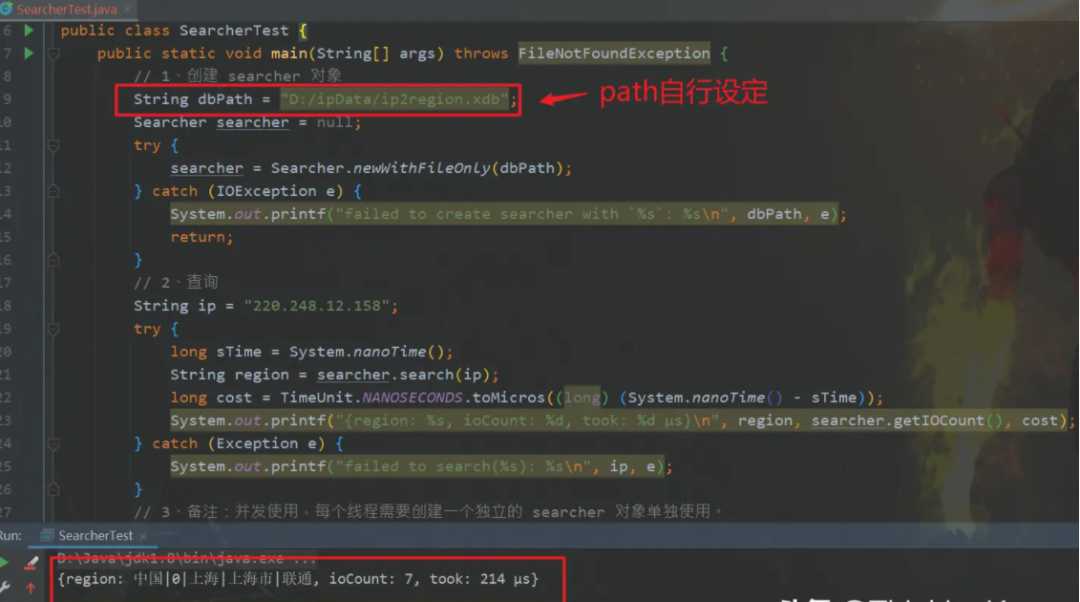 SearcherTest.java
6 public class SearcherTest {
7 public static void main(String[] args) throws FileNotFoundException {
8 // 1、创建 searcher 对象
9 String dbPath = "D:/ipData/ip2region.xdb"; path自行设定
10 Searcher searcher = null;
11 try {
12 searcher = Searcher.newWithFileOnly(dbPath);
13 } catch (IOException e) {
14 System.out.printf("failed to create searcher with `%s`: %s\n", dbPath, e);
15 return;
16 }
17 // 2、查询
18 String ip = "220.248.12.158";
19 try {
20 long sTime = System.nanoTime();
21 String region = searcher.search(ip);
22 long cost = TimeUnit.NANOSECONDS.toMicros((long) (System.nanoTime() - sTime));
23 System.out.printf("{region: %s, ioCount: %d, took: %d μs}\n", region, searcher.getIOCount(), cost);
24 } catch (Exception e) {
25 System.out.printf("failed to search(%s): %s\n", ip, e);
26 }
27 // 3、备注：并发使用，每个线程需要创建一个独立的 searcher 对象单独使用。
Run: SearcherTest
D:\Java\jdk1.8\bin\java.exe ...
{region: 中国|0|上海|上海市|联通, ioCount: 7, took: 214 μs}